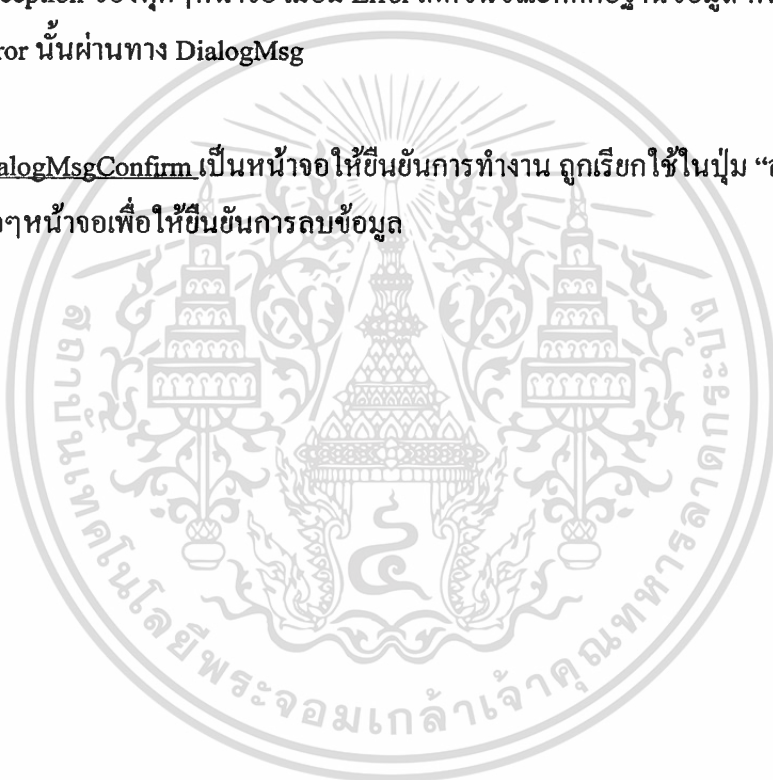 ror นั้นผ่านทาง DialogMsg
alogMsgConfirm เป็นหน้าจอให้ยืนยันการทำงาน ถูกเรียกใช้ในปุ่ม “
ๆหน้าจอเพื่อให้ยืนยันการลบข้อมูล
สถาบันเทคโนโลยีพระจอมเกล้าเจ้าคุณทหารลาดกระบัง